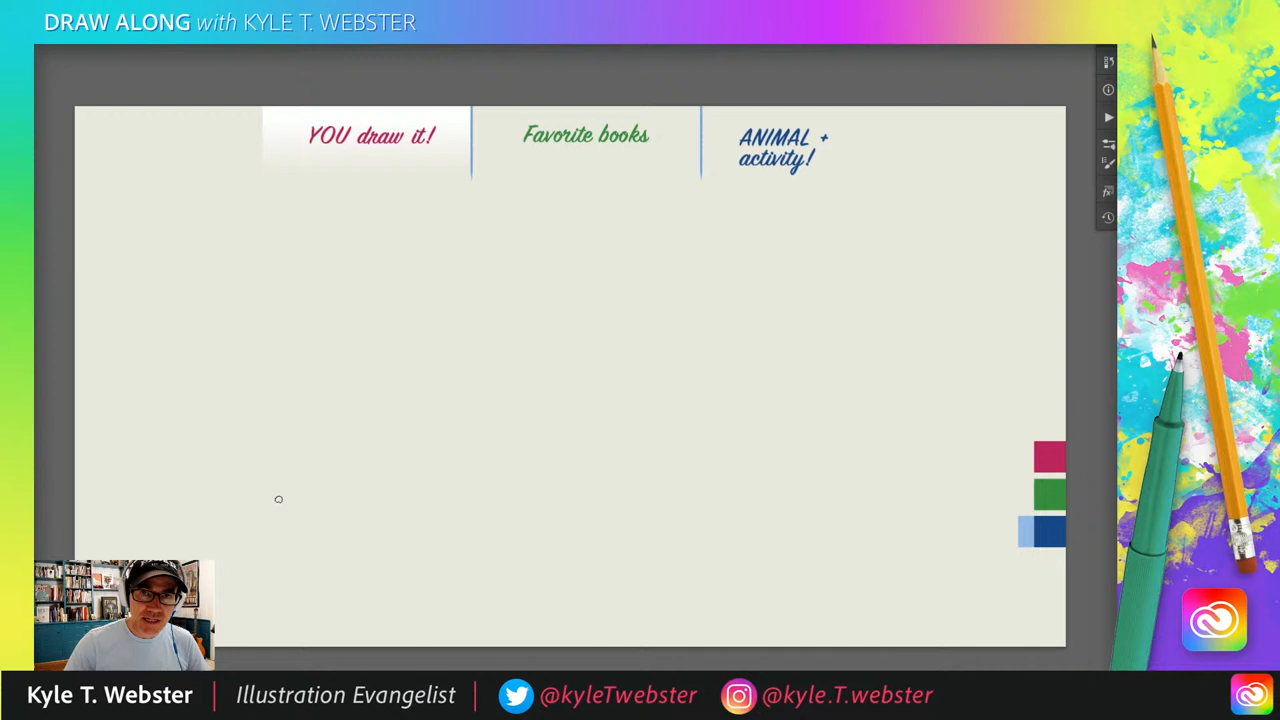 DRAW ALONG with KYLE T. WEBSTER
YOU draw it!
Favorite books
ANIMAL +
activity!
Kyle T. Webster | Illustration Evangelist | @kyleTwebster @kyle.T.webster